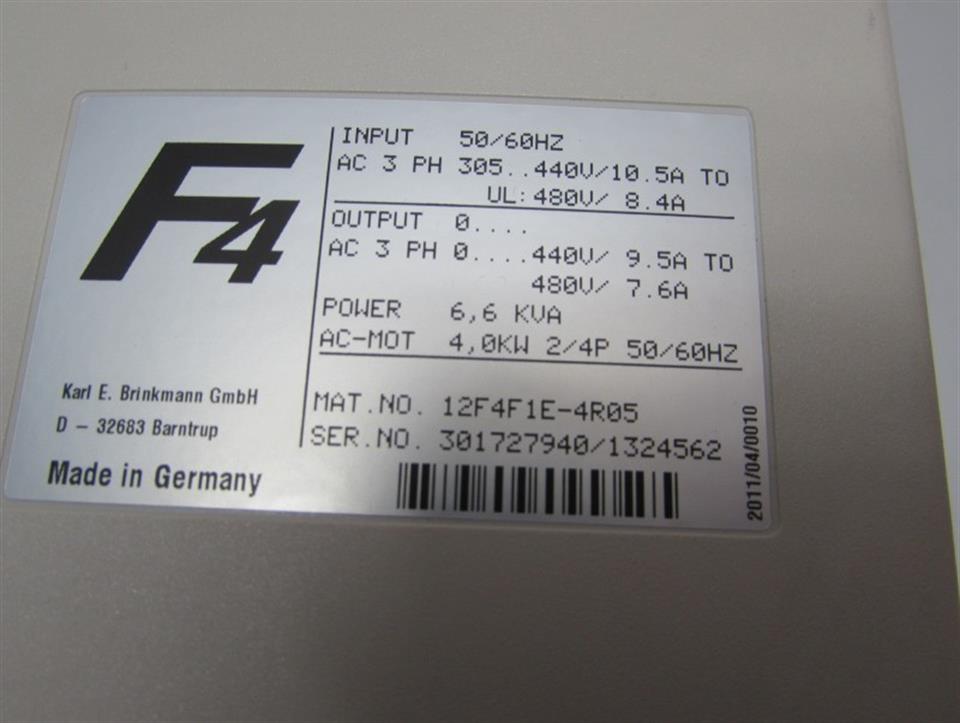 F4
INPUT 50/60HZ
AC 3 PH 305..440V/10.5A TO
UL: 480V/ 8.4A
OUTPUT 0....
AC 3 PH 0....440V/ 9.5A TO
480V/ 7.6A
POWER 6,6 KVA
AC-MOT 4,0KW 2/4P 50/60HZ
Karl E. Brinkmann GmbH
D – 32683 Barntrup
Made in Germany
MAT.NO. 12F4F1E-4R05
SER.NO. 301727940/1324562
2011/04/0010